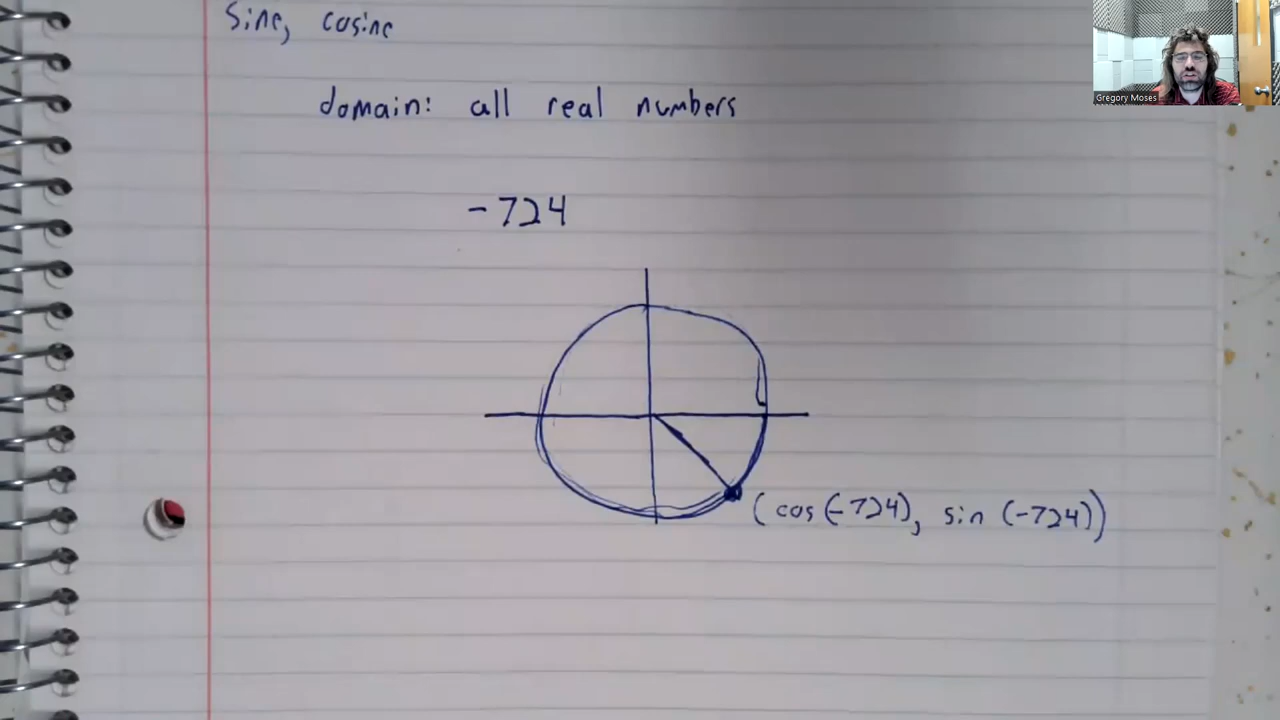 Sine, cosine
Gregory Moses
domain: all real numbers
-724
(cos(-724), sin (-724))